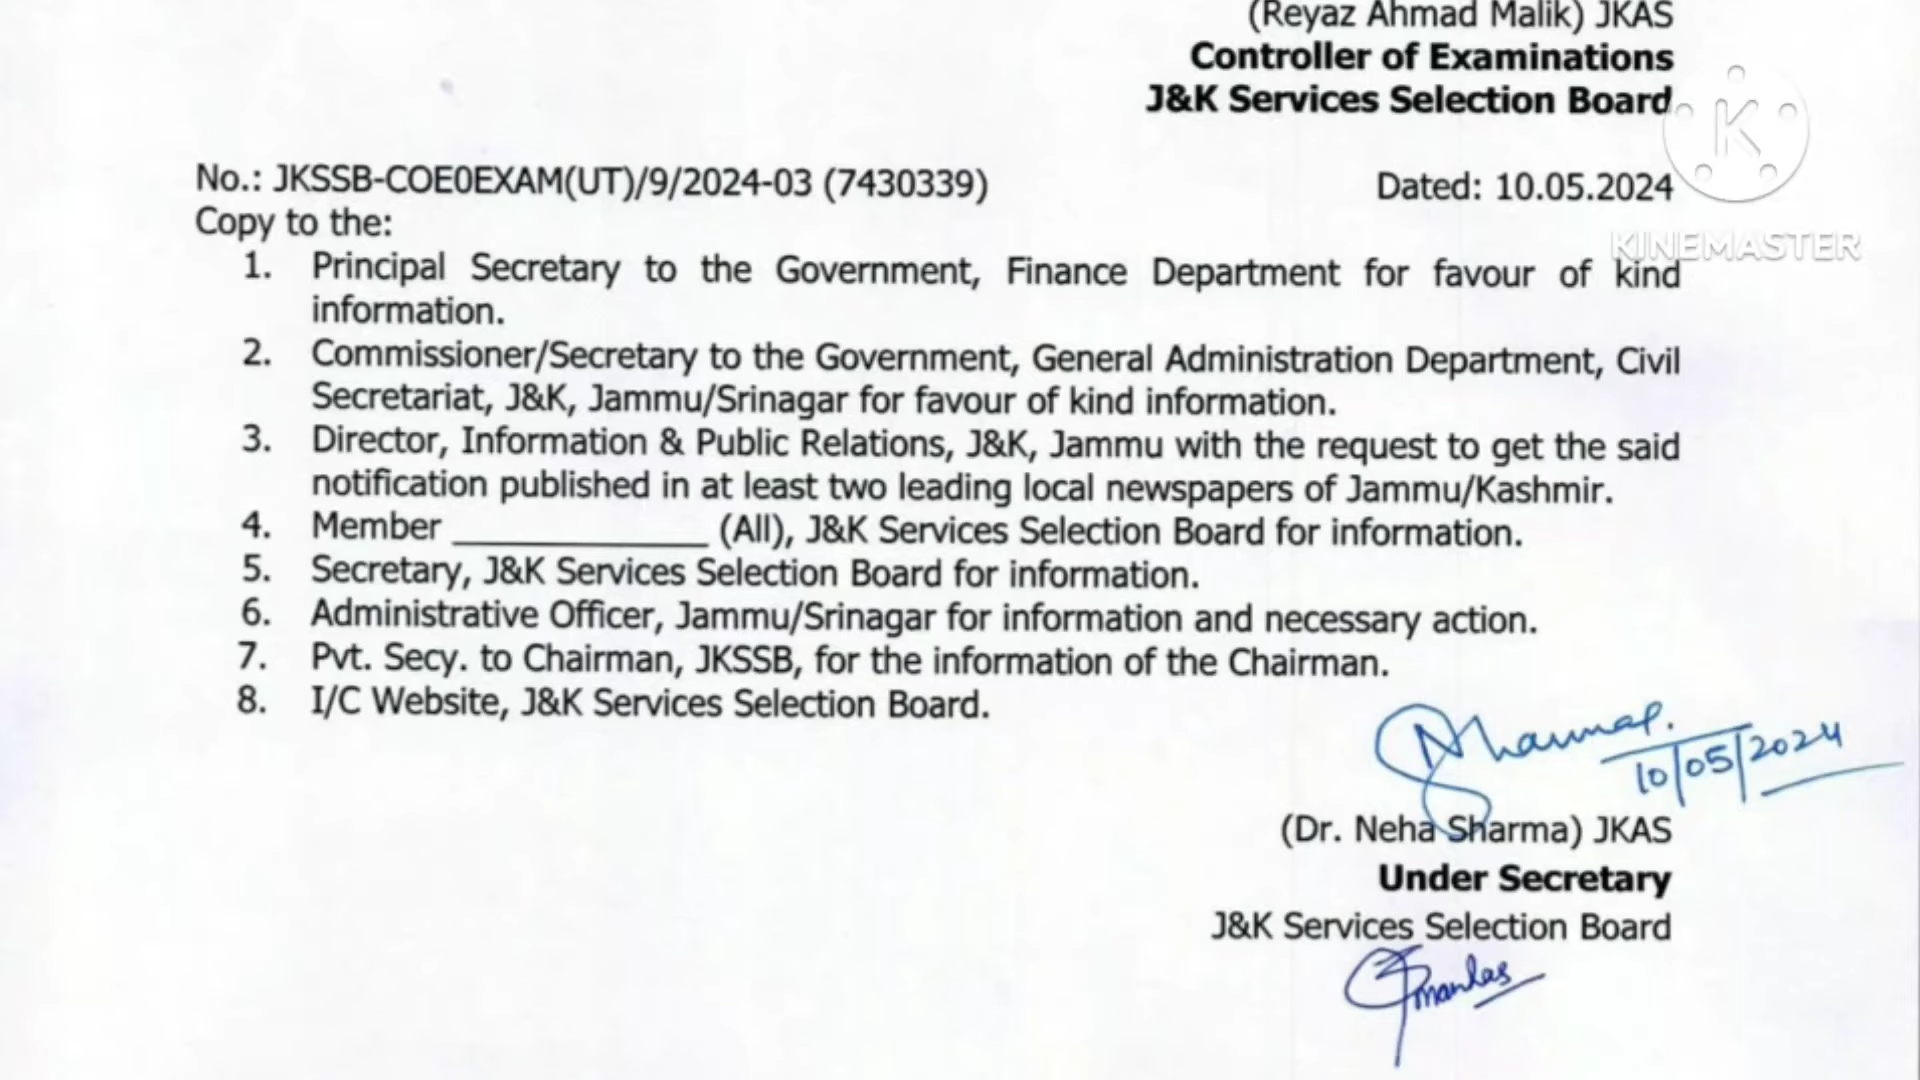 (Reyaz Ahmad Malik) JKAS
Controller of Examinations
J&K Services Selection Board
K
KINEMASTER
No.: JKSSB-COE0EXAM(UT)/9/2024-03 (7430339) Dated: 10.05.2024
Copy to the:
1. Principal Secretary to the Government, Finance Department for favour of kind
information.
2. Commissioner/Secretary to the Government, General Administration Department, Civil
Secretariat, J&K, Jammu/Srinagar for favour of kind information.
3. Director, Information & Public Relations, J&K, Jammu with the request to get the said
notification published in at least two leading local newspapers of Jammu/Kashmir.
4. Member ______________ (All), J&K Services Selection Board for information.
5. Secretary, J&K Services Selection Board for information.
6. Administrative Officer, Jammu/Srinagar for information and necessary action.
7. Pvt. Secy. to Chairman, JKSSB, for the information of the Chairman.
8. I/C Website, J&K Services Selection Board.
10/05/2024
(Dr. Neha Sharma) JKAS
Under Secretary
J&K Services Selection Board